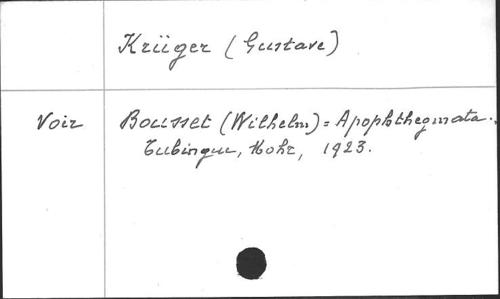 Krüger (Gustave)
Voir Bousset (Wilhelm) = Apophthegmata.
Tubingue, Mohr, 1923.